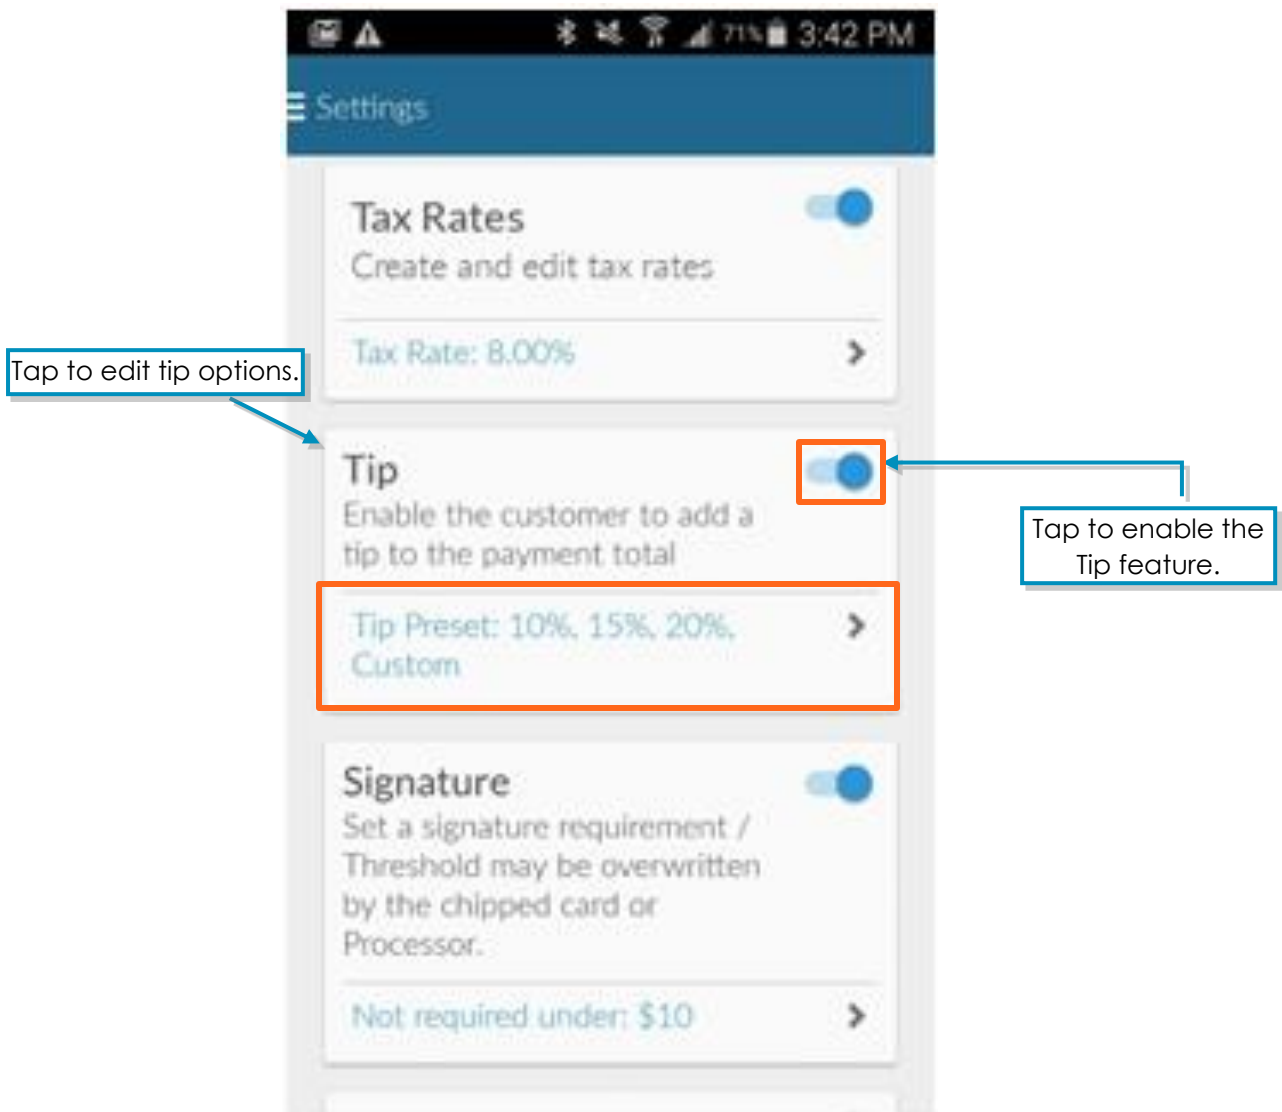 71% 3:42 PM
Settings
Tax Rates
Create and edit tax rates
Tax Rate: 8.00%
Tap to edit tip options.
Tip
Enable the customer to add a
tip to the payment total
Tap to enable the
Tip feature.
Tip Preset: 10%, 15%, 20%,
Custom
Signature
Set a signature requirement /
Threshold may be overwritten
by the chipped card or
Processor.
Not required under: $10